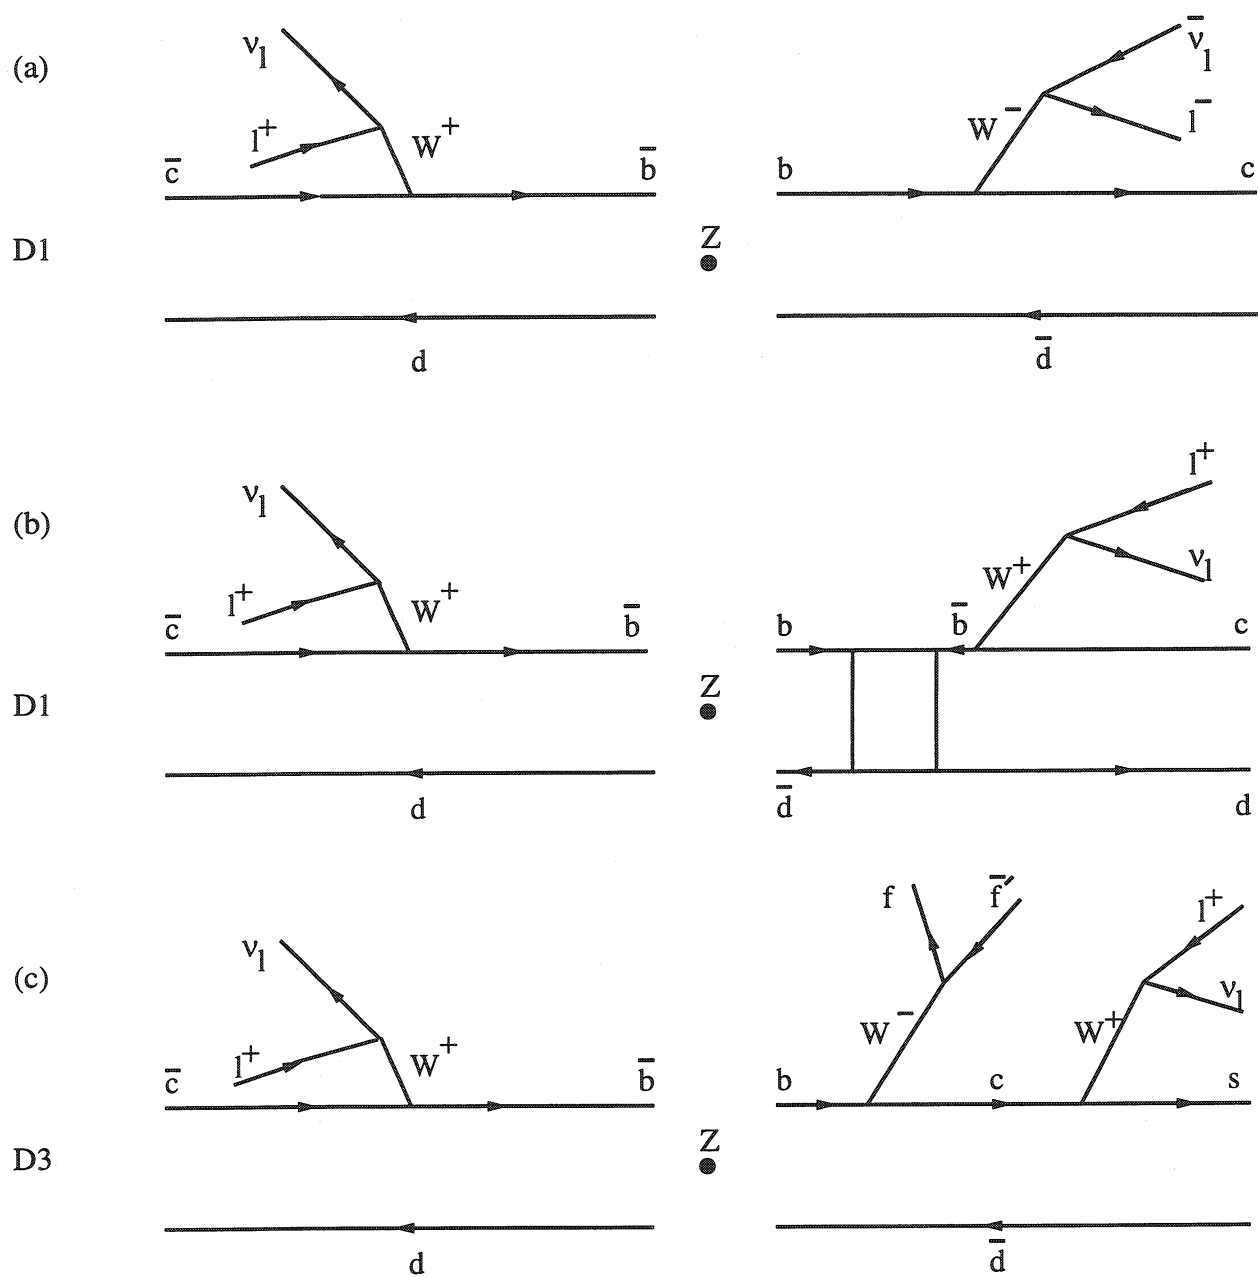 (a)
ν_l
l⁺
W⁺
c̄
b̄
D1
d
Z
ν̄_l
l⁻
W⁻
b
c
d̄
(b)
ν_l
l⁺
W⁺
c̄
b̄
D1
d
Z
l⁺
ν_l
W⁺
b
b̄
c
d̄
d
(c)
ν_l
l⁺
W⁺
c̄
b̄
D3
d
Z
f
f̄′
l⁺
ν_l
W⁻
W⁺
b
c
s
d̄